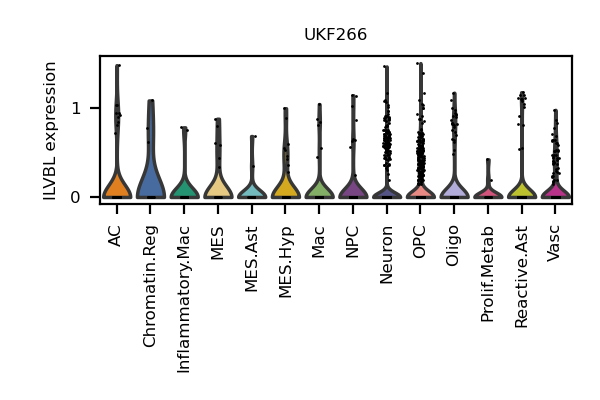 UKF266
ILVBL expression
1
0
AC
Chromatin.Reg
Inflammatory.Mac
MES
MES.Ast
MES.Hyp
Mac
NPC
Neuron
OPC
Oligo
Prolif.Metab
Reactive.Ast
Vasc